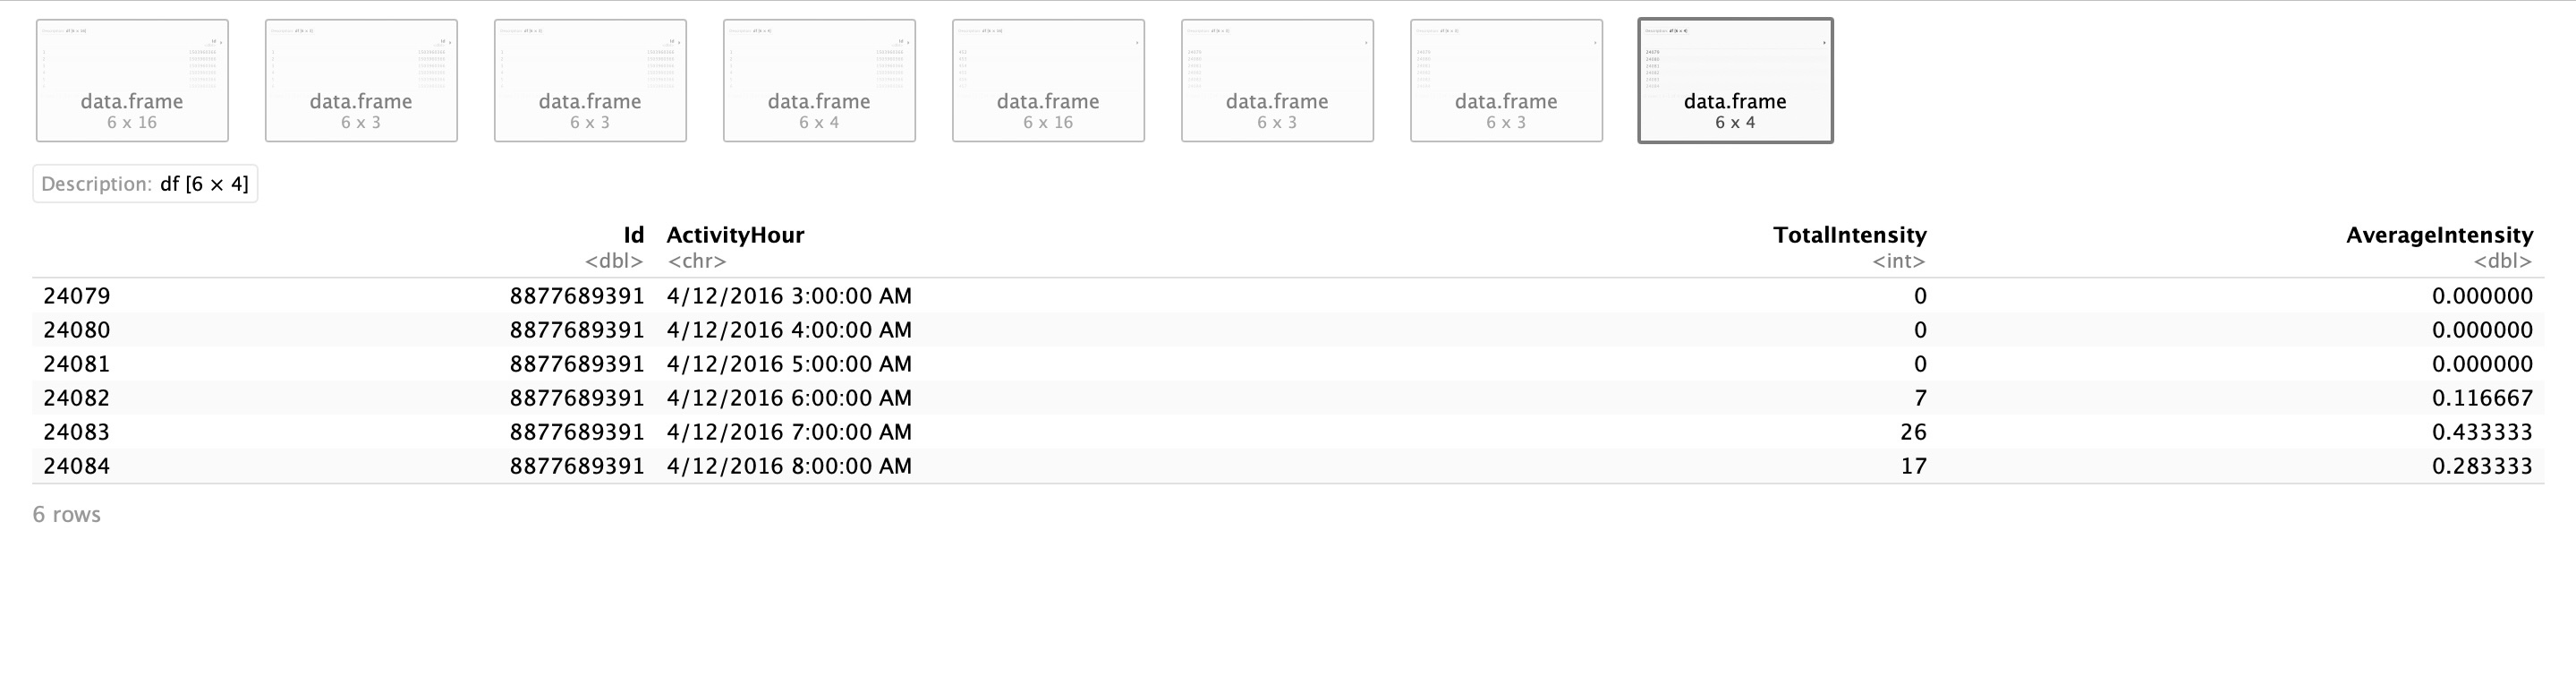 data.frame
6 x 16
data.frame
6 x 3
data.frame
6 x 3
data.frame
6 x 4
data.frame
6 x 16
data.frame
6 x 3
data.frame
6 x 3
data.frame
6 x 4
Description: df [6 × 4]
Id ActivityHour TotalIntensity AverageIntensity
<dbl> <chr> <int> <dbl>
24079 8877689391 4/12/2016 3:00:00 AM 0 0.000000
24080 8877689391 4/12/2016 4:00:00 AM 0 0.000000
24081 8877689391 4/12/2016 5:00:00 AM 0 0.000000
24082 8877689391 4/12/2016 6:00:00 AM 7 0.116667
24083 8877689391 4/12/2016 7:00:00 AM 26 0.433333
24084 8877689391 4/12/2016 8:00:00 AM 17 0.283333
6 rows